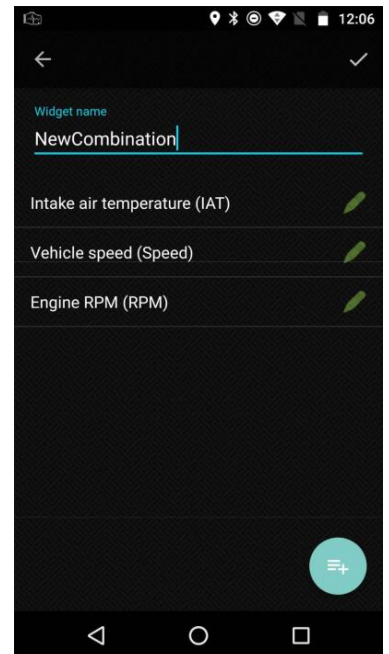 12:06
Widget name
NewCombination
Intake air temperature (IAT)
Vehicle speed (Speed)
Engine RPM (RPM)